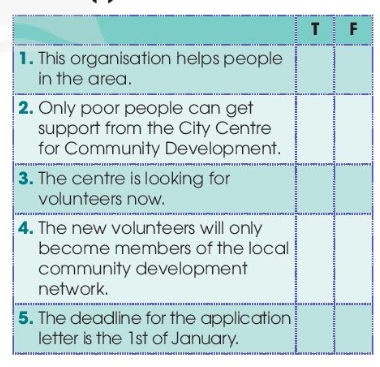 T F
1. This organisation helps people
in the area.
2. Only poor people can get
support from the City Centre
for Community Development.
3. The centre is looking for
volunteers now.
4. The new volunteers will only
become members of the local
community development
network.
5. The deadline for the application
letter is the 1st of January.